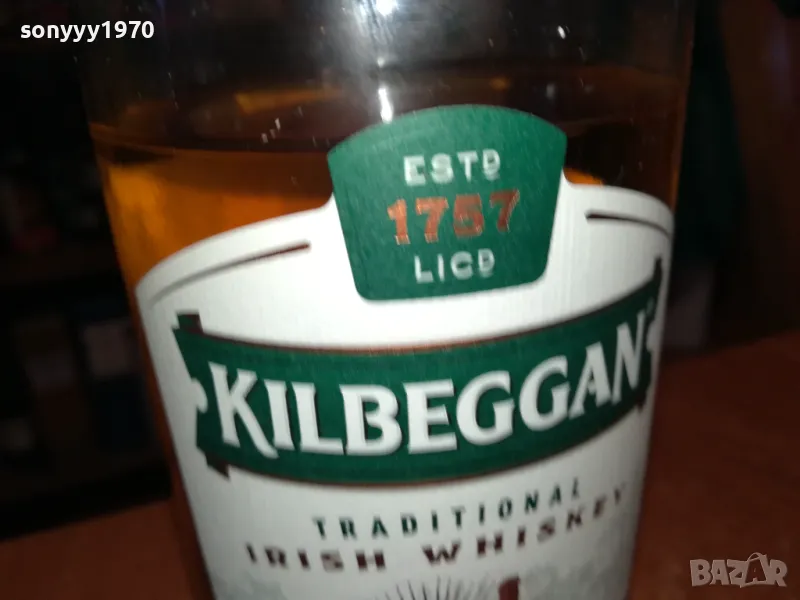 sonyyy1970
ESTD
1757
LICD
KILBEGGAN®
TRADITIONAL
IRISH WHISKEY
BAZAR